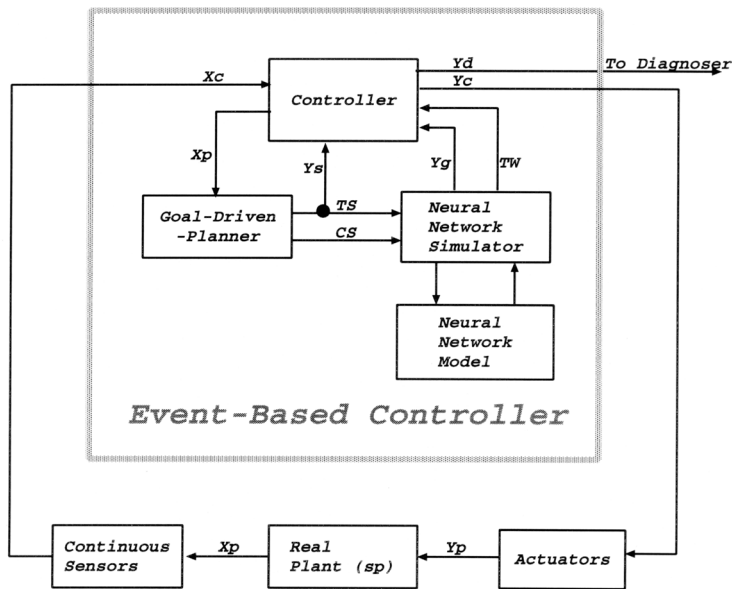 Yd
To Diagnoser
Xc
Yc
Controller
Xp
Ys
Yg
TW
Goal-Driven
-Planner
TS
CS
Neural
Network
Simulator
Neural
Network
Model
Event-Based Controller
Continuous
Sensors
Xp
Real
Plant (sp)
Yp
Actuators